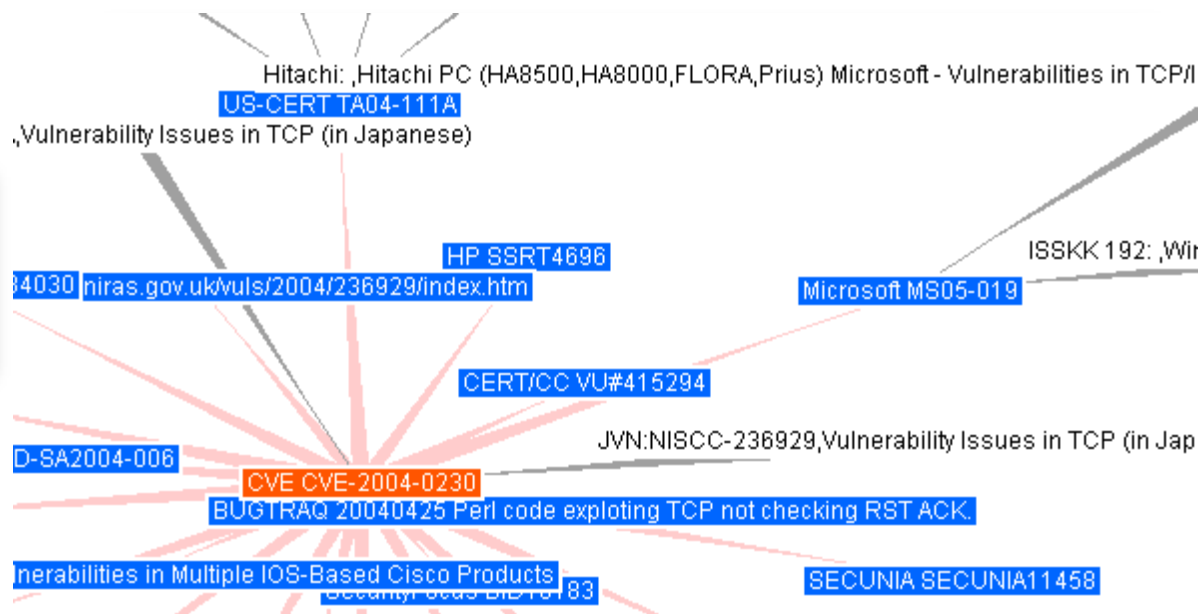 Hitachi: ,Hitachi PC (HA8500,HA8000,FLORA,Prius) Microsoft - Vulnerabilities in TCP/I
US-CERT TA04-111A
,Vulnerability Issues in TCP (in Japanese)
HP SSRT4696
ISSKK 192: ,Wir
34030
niras.gov.uk/vuls/2004/236929/index.htm
Microsoft MS05-019
CERT/CC VU#415294
JVN:NISCC-236929,Vulnerability Issues in TCP (in Jap
D-SA2004-006
CVE CVE-2004-0230
BUGTRAQ 20040425 Perl code exploting TCP not checking RST ACK.
lnerabilities in Multiple IOS-Based Cisco Products
83
SECUNIA SECUNIA11458